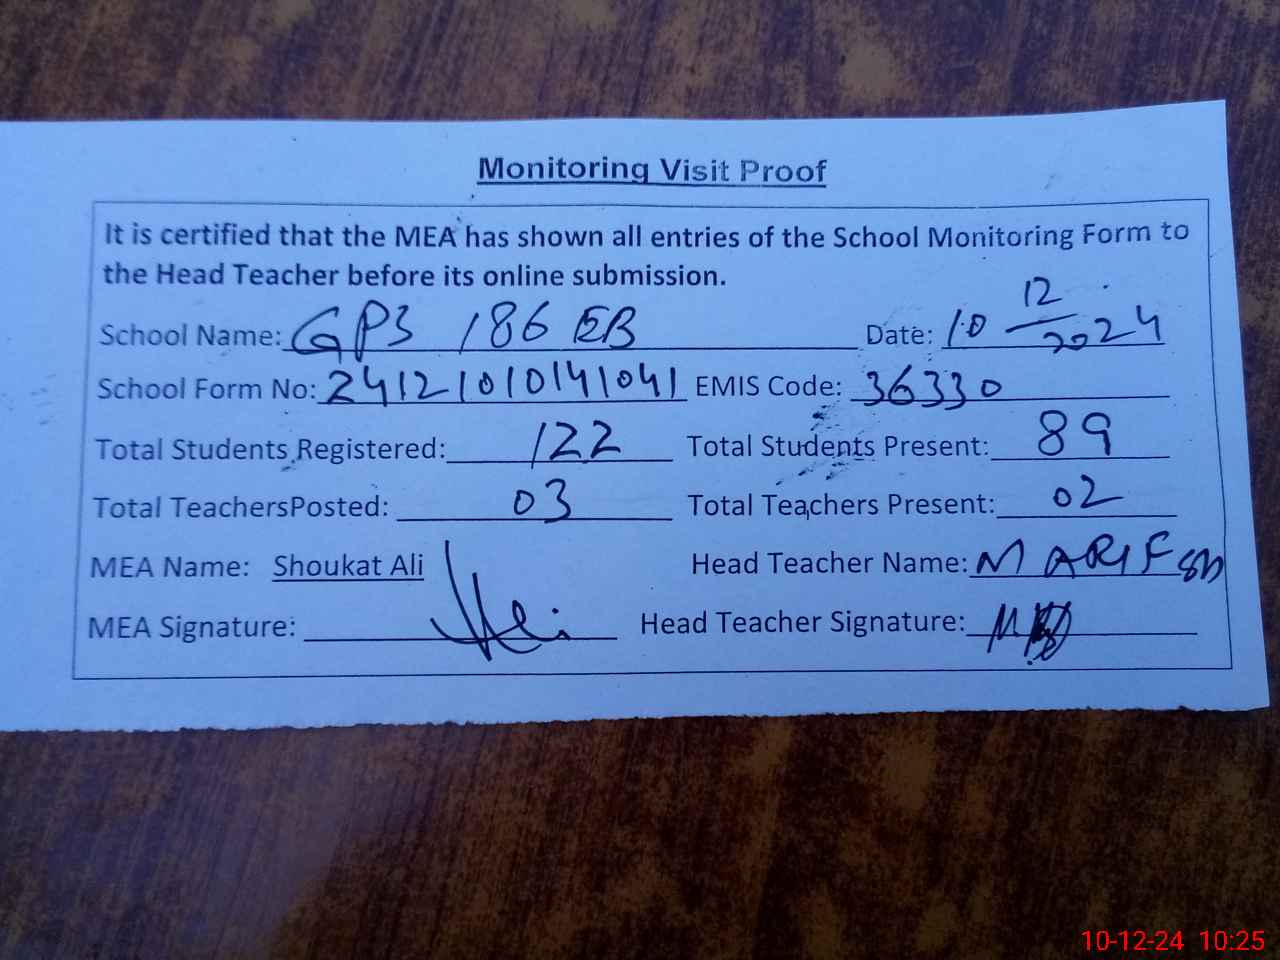 Monitoring Visit Proof
It is certified that the MEA has shown all entries of the School Monitoring Form to
the Head Teacher before its online submission.
School Name: GPS 186 EB Date: 10 12/2024
School Form No: 24121010141041 EMIS Code: 36330
Total Students Registered: 122 Total Students Present: 89
Total TeachersPosted: 03 Total Teachers Present: 02
MEA Name: Shoukat Ali Head Teacher Name: M ARIF
MEA Signature: Head Teacher Signature:
10-12-24 10:25